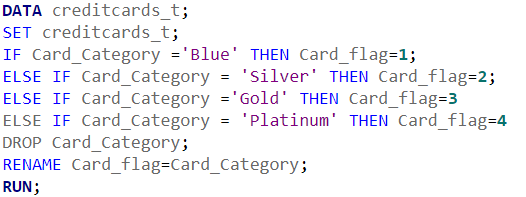 DATA creditcards_t;
SET creditcards_t;
IF Card_Category ='Blue' THEN Card_flag=1;
ELSE IF Card_Category = 'Silver' THEN Card_flag=2;
ELSE IF Card_Category ='Gold' THEN Card_flag=3
ELSE IF Card_Category = 'Platinum' THEN Card_flag=4
DROP Card_Category;
RENAME Card_flag=Card_Category;
RUN;